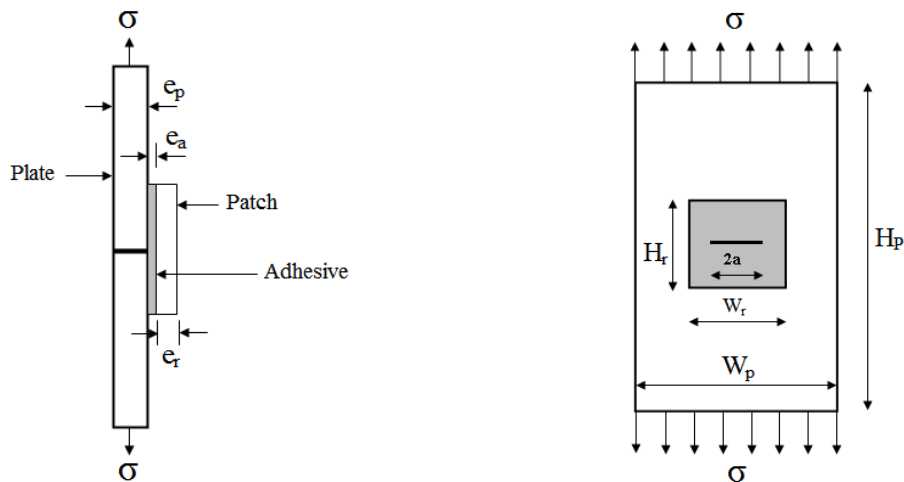 σ
e_p
e_a
Plate
Patch
Adhesive
e_r
σ
σ
H_r
2a
W_r
H_P
W_p
σ